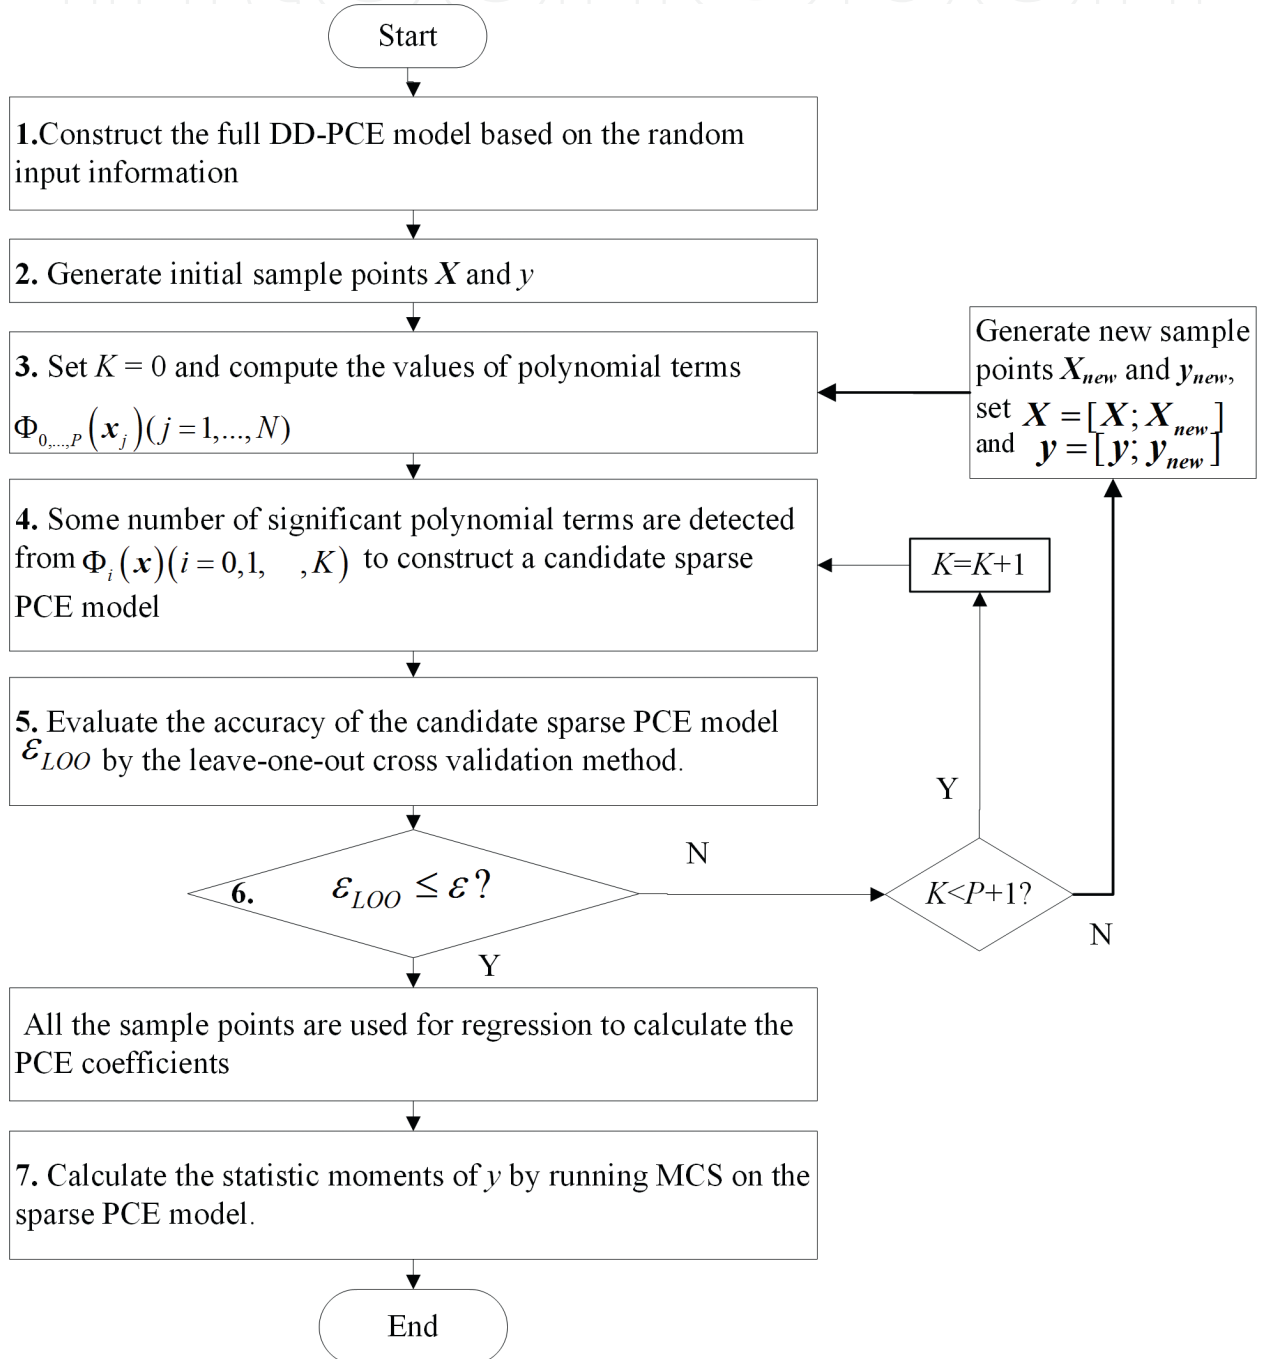 Start
1.Construct the full DD-PCE model based on the random
input information
2. Generate initial sample points X and y
3. Set K = 0 and compute the values of polynomial terms
Φ0,...,P(xj)(j=1,...,N)
Generate new sample
points Xnew and ynew,
set X =[X; Xnew]
and y =[y; ynew]
4. Some number of significant polynomial terms are detected
from Φi(x)(i=0,1, ,K) to construct a candidate sparse
PCE model
K=K+1
5. Evaluate the accuracy of the candidate sparse PCE model
εLOO by the leave-one-out cross validation method.
Y
N
6. εLOO ≤ ε?
K<P+1?
N
Y
All the sample points are used for regression to calculate the
PCE coefficients
7. Calculate the statistic moments of y by running MCS on the
sparse PCE model.
End